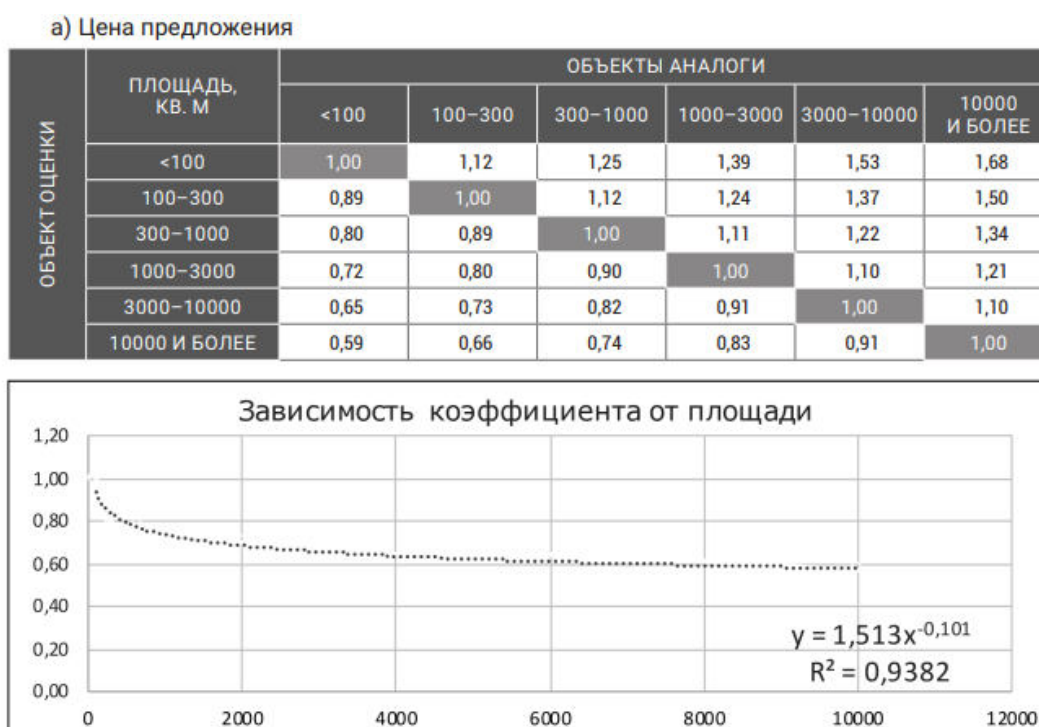 а) Цена предложения
ОБЪЕКТ ОЦЕНКИ
ПЛОЩАДЬ, КВ. М
ОБЪЕКТЫ АНАЛОГИ
<100 100–300 300–1000 1000–3000 3000–10000 10000 И БОЛЕЕ
<100 1,00 1,12 1,25 1,39 1,53 1,68
100–300 0,89 1,00 1,12 1,24 1,37 1,50
300–1000 0,80 0,89 1,00 1,11 1,22 1,34
1000–3000 0,72 0,80 0,90 1,00 1,10 1,21
3000–10000 0,65 0,73 0,82 0,91 1,00 1,10
10000 И БОЛЕЕ 0,59 0,66 0,74 0,83 0,91 1,00
Зависимость коэффициента от площади
1,20
1,00
0,80
0,60
0,40
0,20
0,00
y = 1,513x^-0,101
R² = 0,9382
0 2000 4000 6000 8000 10000 12000